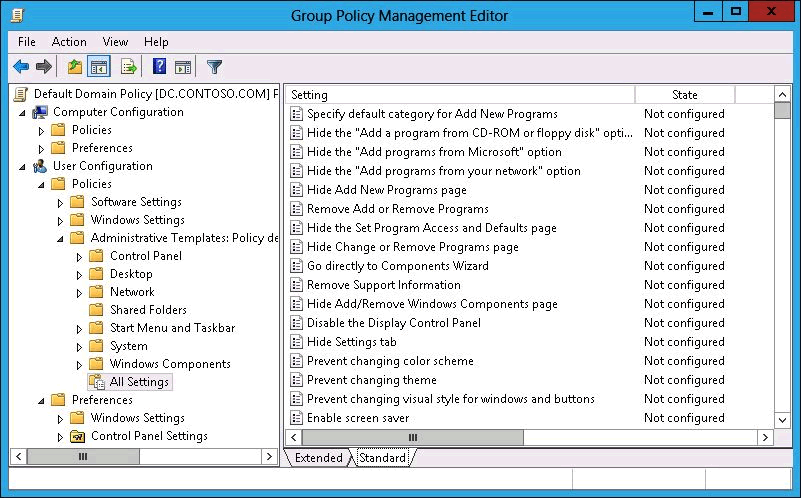 Group Policy Management Editor
File Action View Help
Default Domain Policy [DC.CONTOSO.COM] P
Computer Configuration
Policies
Preferences
User Configuration
Policies
Software Settings
Windows Settings
Administrative Templates: Policy de
Control Panel
Desktop
Network
Shared Folders
Start Menu and Taskbar
System
Windows Components
All Settings
Preferences
Windows Settings
Control Panel Settings
Setting State
Specify default category for Add New Programs Not configured
Hide the "Add a program from CD-ROM or floppy disk" opti... Not configured
Hide the "Add programs from Microsoft" option Not configured
Hide the "Add programs from your network" option Not configured
Hide Add New Programs page Not configured
Remove Add or Remove Programs Not configured
Hide the Set Program Access and Defaults page Not configured
Hide Change or Remove Programs page Not configured
Go directly to Components Wizard Not configured
Remove Support Information Not configured
Hide Add/Remove Windows Components page Not configured
Disable the Display Control Panel Not configured
Hide Settings tab Not configured
Prevent changing color scheme Not configured
Prevent changing theme Not configured
Prevent changing visual style for windows and buttons Not configured
Enable screen saver Not configured
Extended Standard